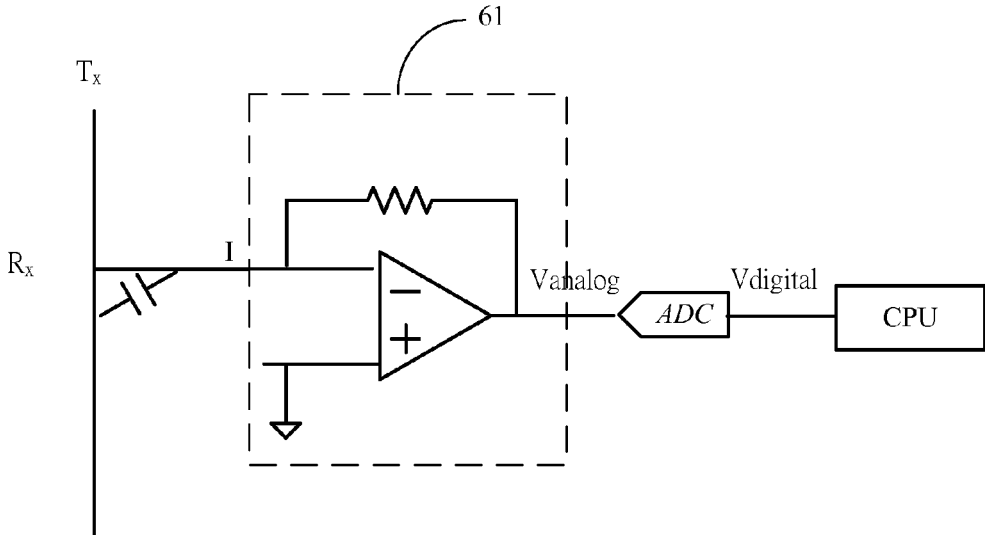 61
Tx
Rx
I
Vanalog
Vdigital
ADC
CPU